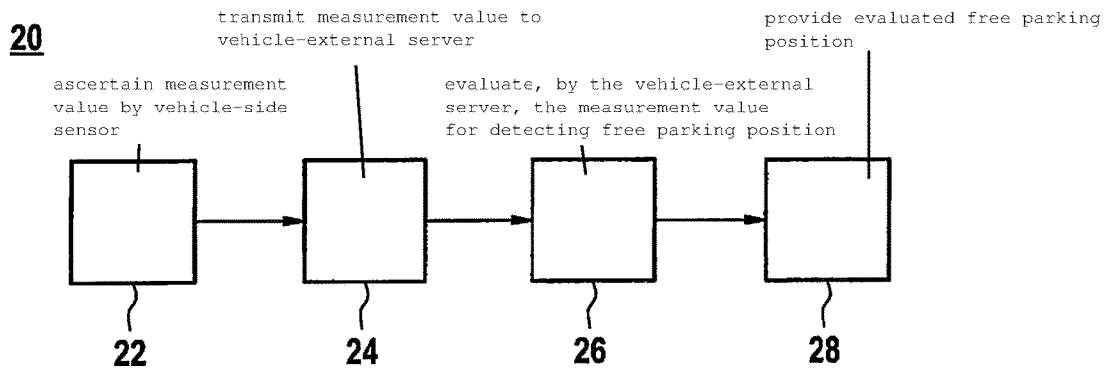 20
transmit measurement value to
vehicle-external server
provide evaluated free parking
position
ascertain measurement
value by vehicle-side
sensor
evaluate, by the vehicle-external
server, the measurement value
for detecting free parking position
22
24
26
28